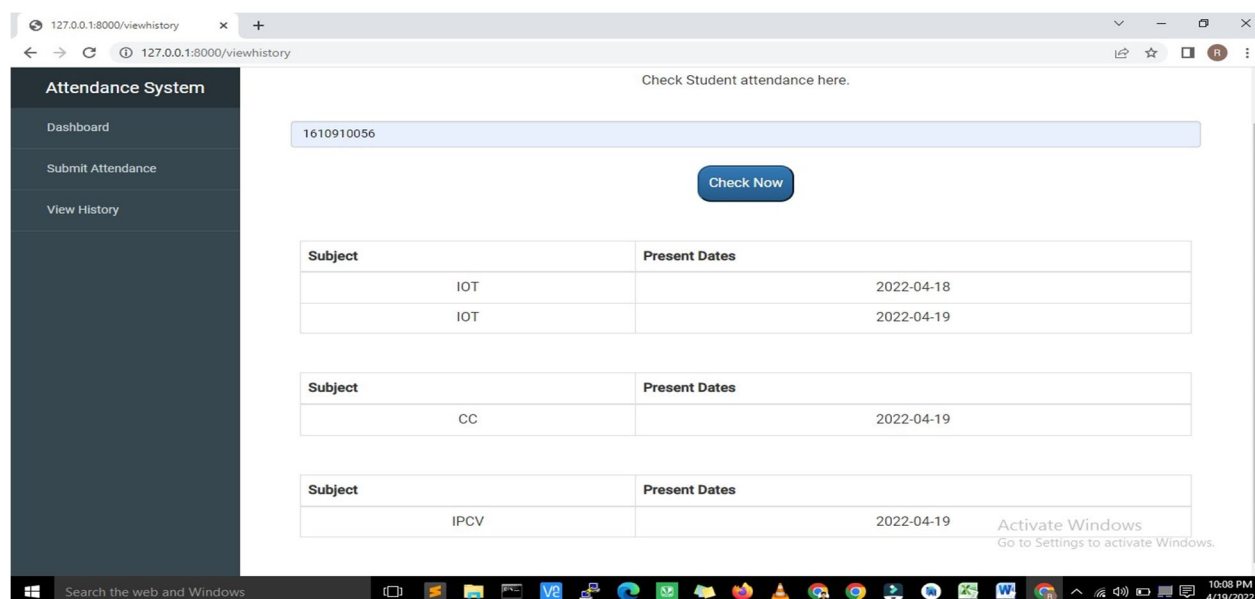 127.0.0.1:8000/viewhistory
127.0.0.1:8000/viewhistory
R
Attendance System
Dashboard
Submit Attendance
View History
Check Student attendance here.
1610910056
Check Now
Subject Present Dates
IOT 2022-04-18
IOT 2022-04-19
Subject Present Dates
CC 2022-04-19
Subject Present Dates
IPCV 2022-04-19
Activate Windows
Go to Settings to activate Windows.
Search the web and Windows
10:08 PM
4/19/2022